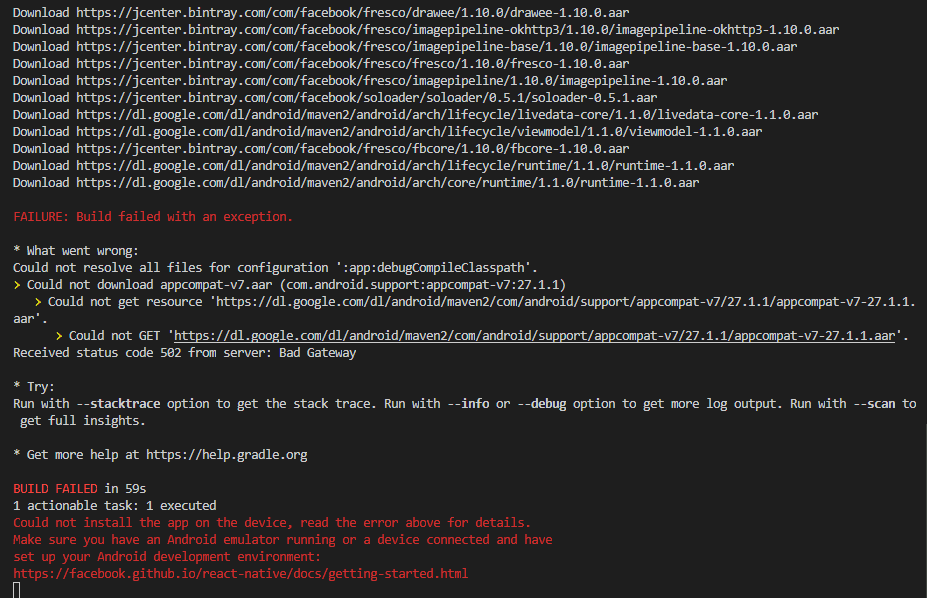 Download https://jcenter.bintray.com/com/facebook/fresco/drawee/1.10.0/drawee-1.10.0.aar
Download https://jcenter.bintray.com/com/facebook/fresco/imagepipeline-okhttp3/1.10.0/imagepipeline-okhttp3-1.10.0.aar
Download https://jcenter.bintray.com/com/facebook/fresco/imagepipeline-base/1.10.0/imagepipeline-base-1.10.0.aar
Download https://jcenter.bintray.com/com/facebook/fresco/fresco/1.10.0/fresco-1.10.0.aar
Download https://jcenter.bintray.com/com/facebook/fresco/imagepipeline/1.10.0/imagepipeline-1.10.0.aar
Download https://jcenter.bintray.com/com/facebook/soloader/soloader/0.5.1/soloader-0.5.1.aar
Download https://dl.google.com/dl/android/maven2/android/arch/lifecycle/livedata-core/1.1.0/livedata-core-1.1.0.aar
Download https://dl.google.com/dl/android/maven2/android/arch/lifecycle/viewmodel/1.1.0/viewmodel-1.1.0.aar
Download https://jcenter.bintray.com/com/facebook/fresco/fbcore/1.10.0/fbcore-1.10.0.aar
Download https://dl.google.com/dl/android/maven2/android/arch/lifecycle/runtime/1.1.0/runtime-1.1.0.aar
Download https://dl.google.com/dl/android/maven2/android/arch/core/runtime/1.1.0/runtime-1.1.0.aar
FAILURE: Build failed with an exception.
* What went wrong:
Could not resolve all files for configuration ':app:debugCompileClasspath'.
> Could not download appcompat-v7.aar (com.android.support:appcompat-v7:27.1.1)
> Could not get resource 'https://dl.google.com/dl/android/maven2/com/android/support/appcompat-v7/27.1.1/appcompat-v7-27.1.1.
aar'.
> Could not GET 'https://dl.google.com/dl/android/maven2/com/android/support/appcompat-v7/27.1.1/appcompat-v7-27.1.1.aar'.
Received status code 502 from server: Bad Gateway
* Try:
Run with --stacktrace option to get the stack trace. Run with --info or --debug option to get more log output. Run with --scan to
get full insights.
* Get more help at https://help.gradle.org
BUILD FAILED in 59s
1 actionable task: 1 executed
Could not install the app on the device, read the error above for details.
Make sure you have an Android emulator running or a device connected and have
set up your Android development environment:
https://facebook.github.io/react-native/docs/getting-started.html